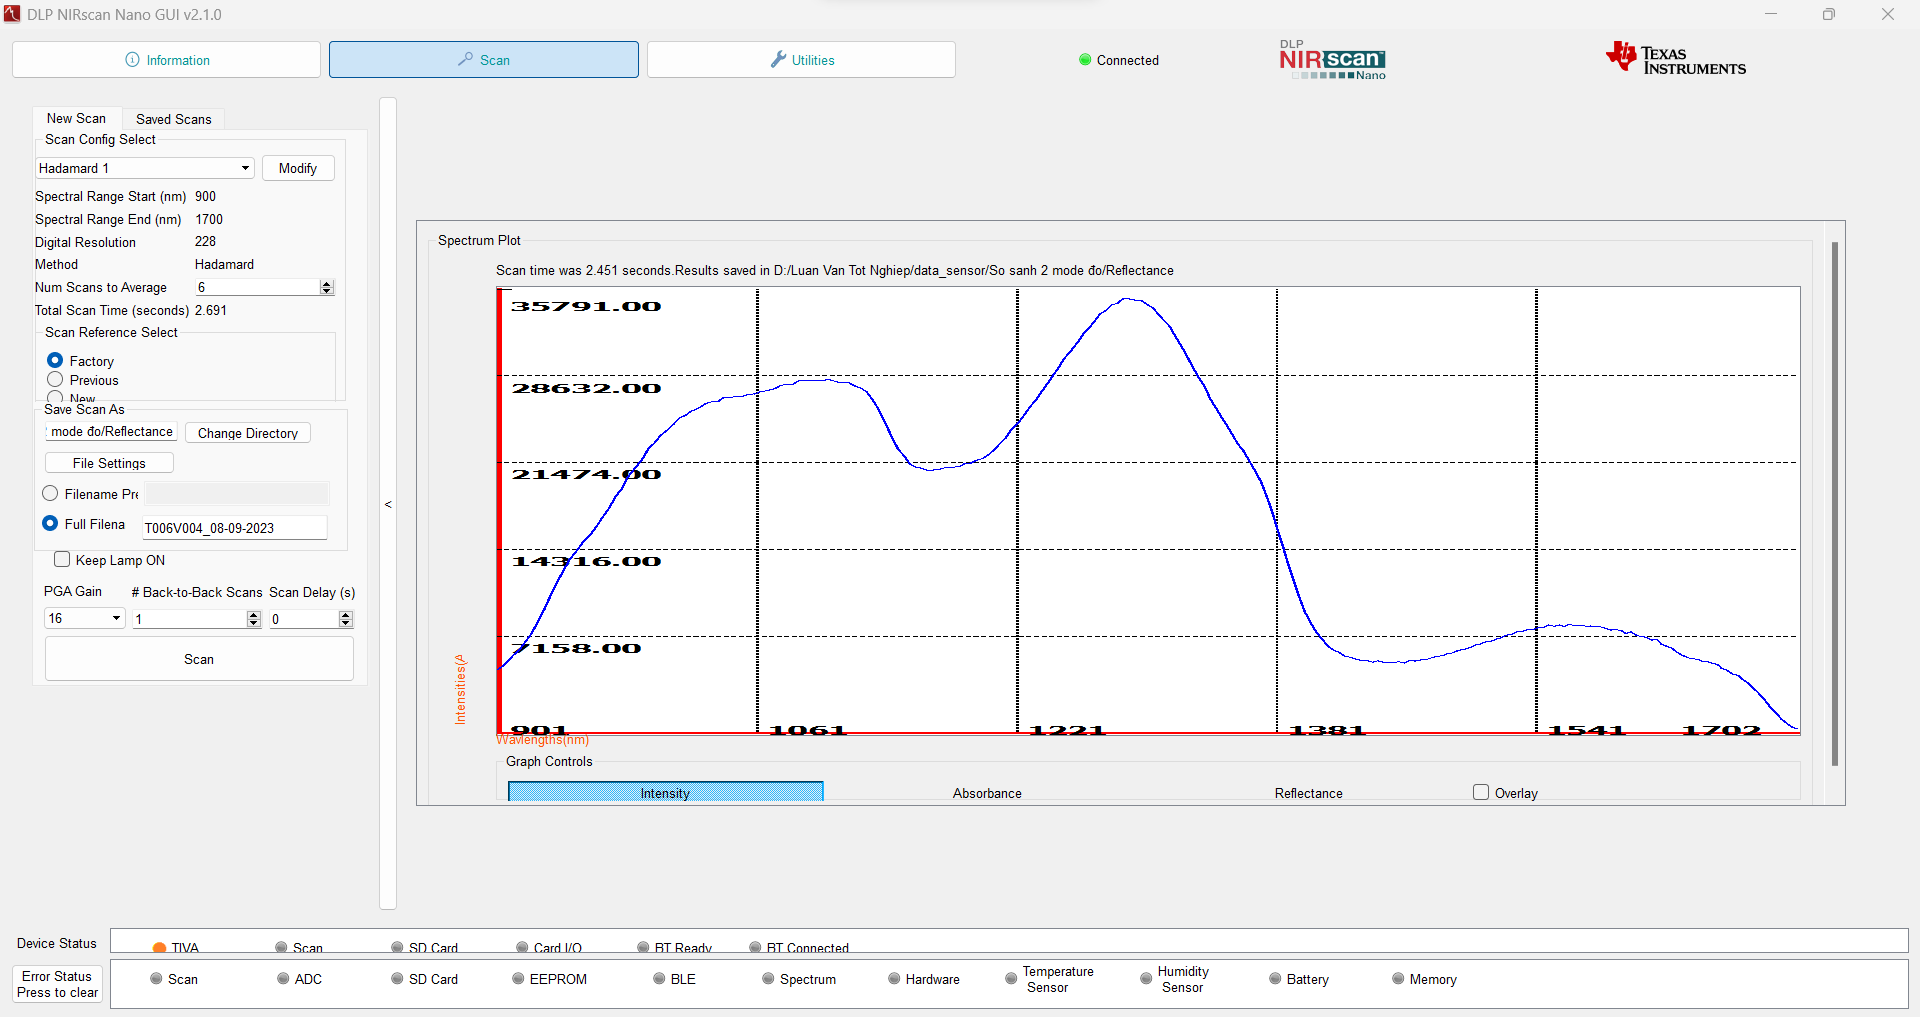 DLP NIRscan Nano GUI v2.1.0
Information
Scan
Utilities
Connected
DLP
NIRscan
Nano
TEXAS
INSTRUMENTS
New Scan
Saved Scans
Scan Config Select
Hadamard 1
Modify
Spectral Range Start (nm) 900
Spectral Range End (nm) 1700
Digital Resolution 228
Method Hadamard
Num Scans to Average 6
Total Scan Time (seconds) 2.691
Scan Reference Select
Factory
Previous
New
Save Scan As
mode đo/Reflectance
Change Directory
File Settings
Filename Pre
Full Filena
T006V004_08-09-2023
Keep Lamp ON
PGA Gain
# Back-to-Back Scans
Scan Delay (s)
16
1
0
Scan
<
Spectrum Plot
Scan time was 2.451 seconds.Results saved in D:/Luan Van Tot Nghiep/data_sensor/So sanh 2 mode đo/Reflectance
35791.00
28632.00
21474.00
14316.00
7158.00
901 1061 1221 1381 1541 1702
Intensities(A
Wavlengths(nm)
Graph Controls
Intensity
Absorbance
Reflectance
Overlay
Device Status
TIVA
Scan
SD Card
Card I/O
BT Ready
BT Connected
Error Status
Press to clear
Scan
ADC
SD Card
EEPROM
BLE
Spectrum
Hardware
Temperature
Sensor
Humidity
Sensor
Battery
Memory